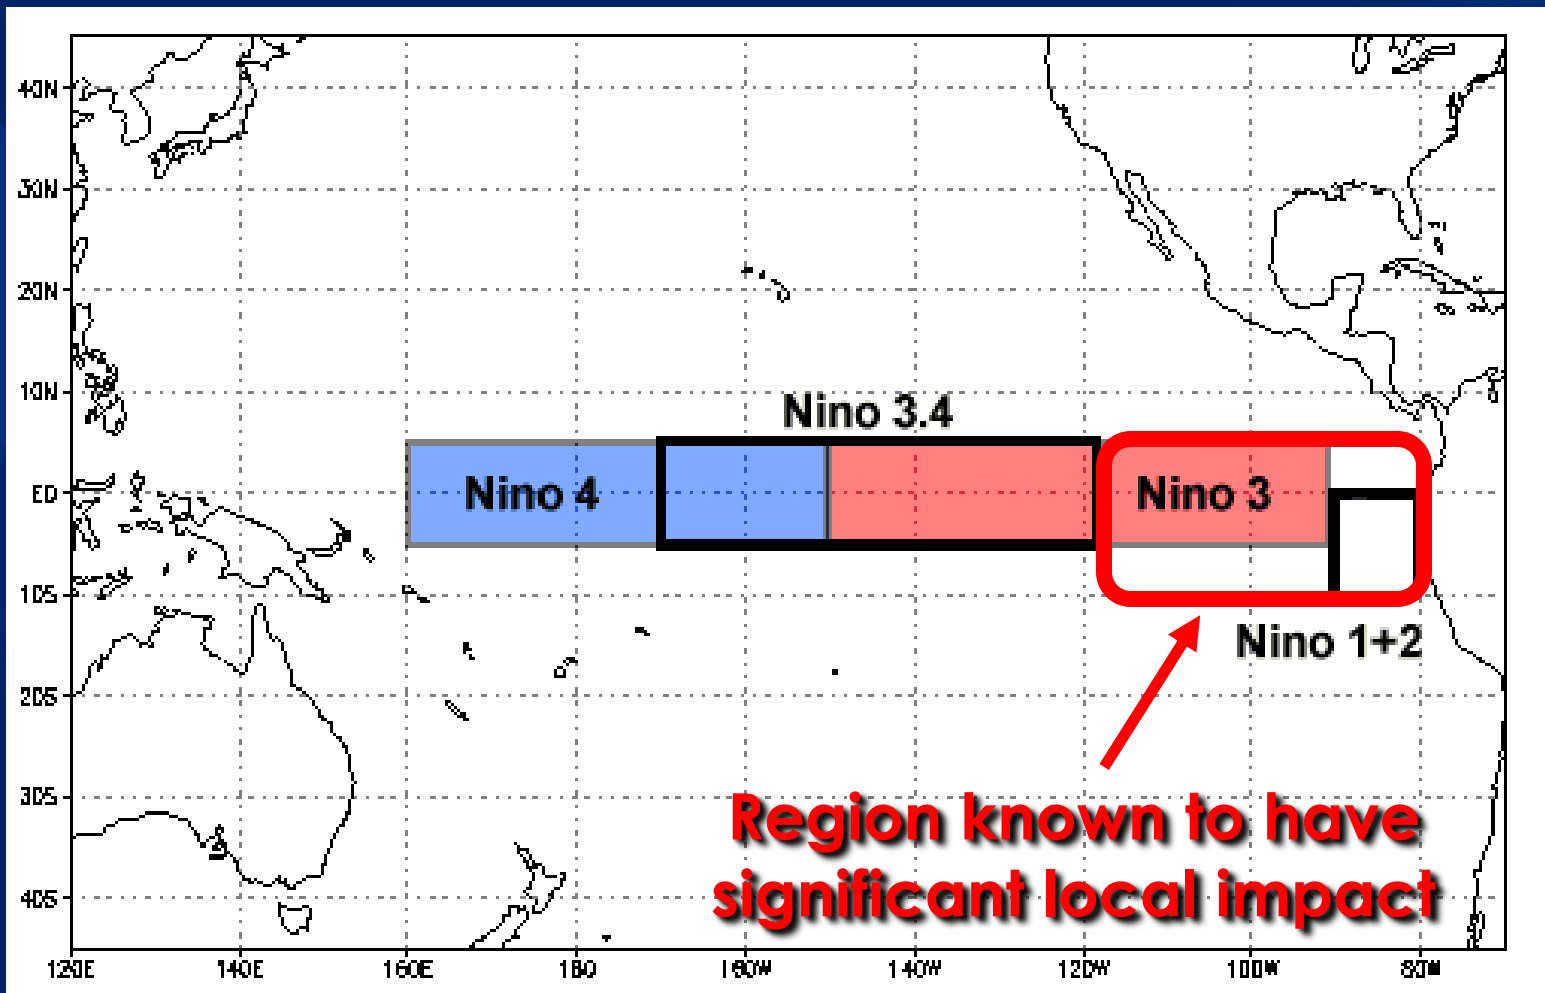 40N
30N
20N
10N
EQ
10S
20S
30S
40S
Nino 3.4
Nino 4
Nino 3
Nino 1+2
Region known to have
significant local impact
120E 140E 160E 180 160W 140W 120W 100W 80W